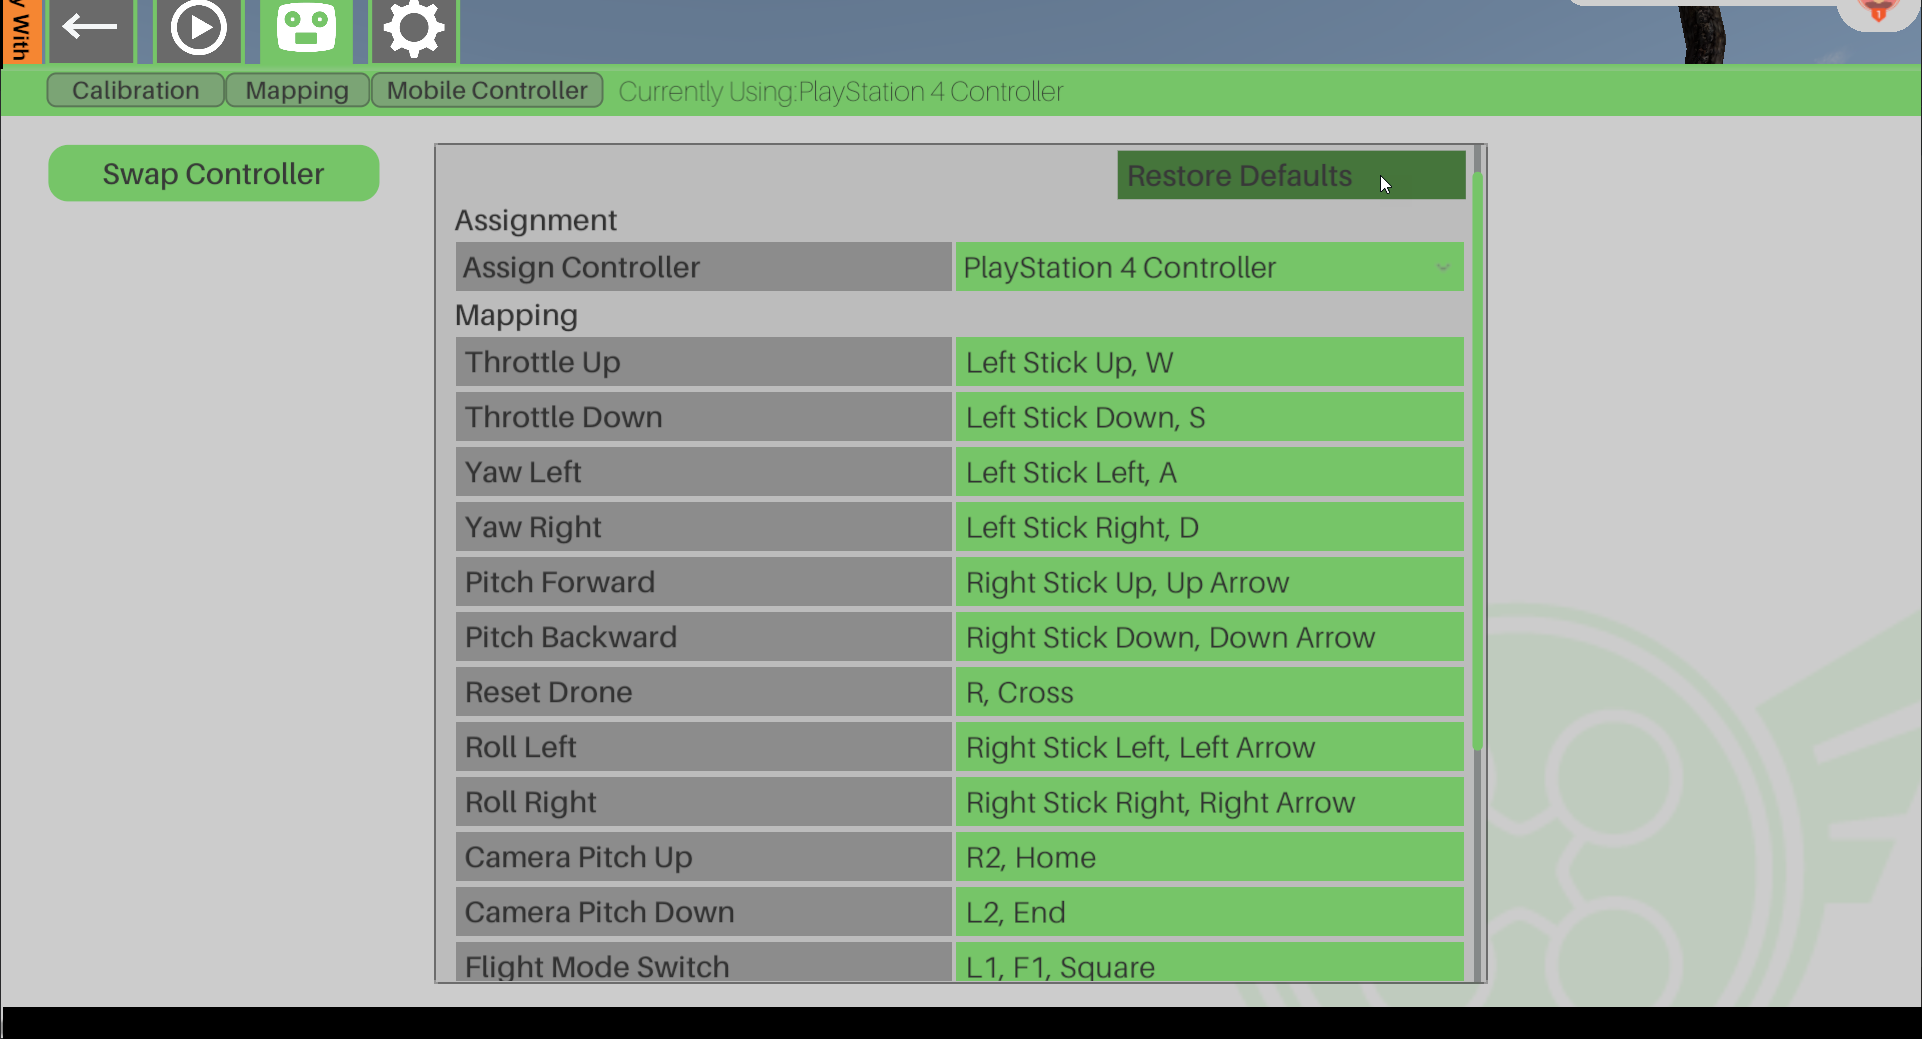 y With
Calibration Mapping Mobile Controller Currently Using:PlayStation 4 Controller
Swap Controller
Restore Defaults
Assignment
Assign Controller PlayStation 4 Controller
Mapping
Throttle Up Left Stick Up, W
Throttle Down Left Stick Down, S
Yaw Left Left Stick Left, A
Yaw Right Left Stick Right, D
Pitch Forward Right Stick Up, Up Arrow
Pitch Backward Right Stick Down, Down Arrow
Reset Drone R, Cross
Roll Left Right Stick Left, Left Arrow
Roll Right Right Stick Right, Right Arrow
Camera Pitch Up R2, Home
Camera Pitch Down L2, End
Flight Mode Switch L1, F1, Square